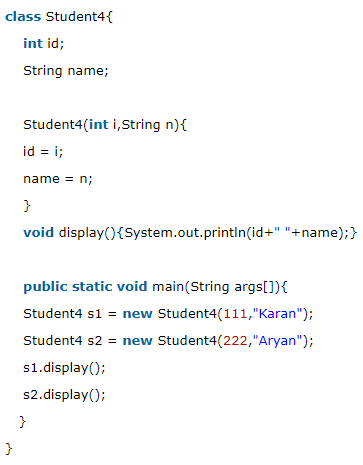 class Student4{
int id;
String name;
Student4(int i,String n){
id = i;
name = n;
}
void display(){System.out.println(id+" "+name);}
public static void main(String args[]){
Student4 s1 = new Student4(111,"Karan");
Student4 s2 = new Student4(222,"Aryan");
s1.display();
s2.display();
}
}